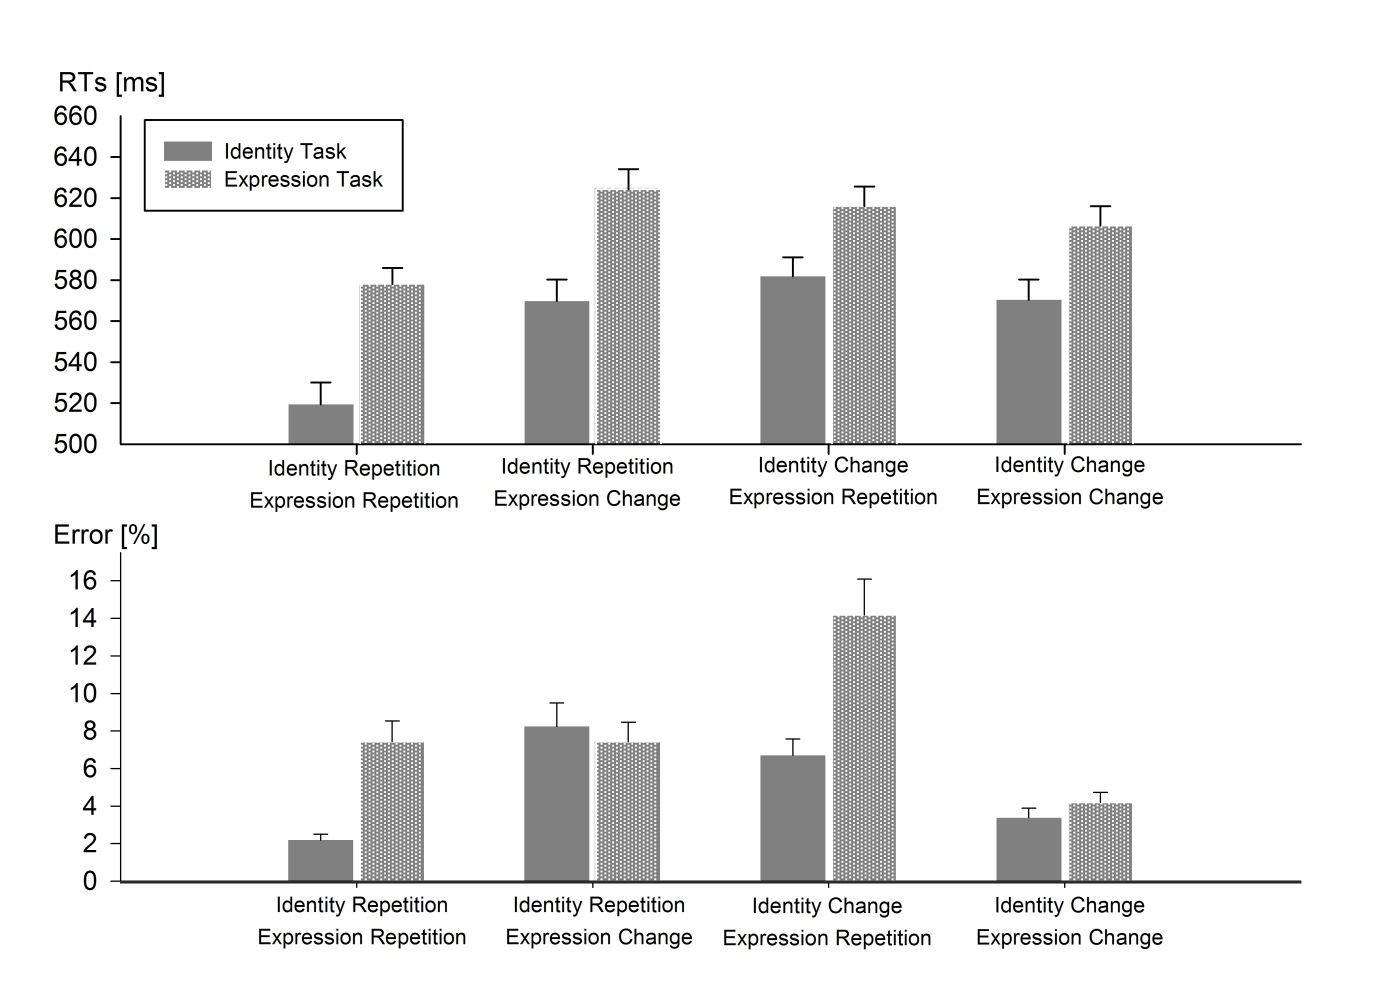 RTs [ms]
660
640
620
600
580
560
540
520
500
Identity Task
Expression Task
Identity Repetition
Expression Repetition
Identity Repetition
Expression Change
Identity Change
Expression Repetition
Identity Change
Expression Change
Error [%]
16
14
12
10
8
6
4
2
0
Identity Repetition
Expression Repetition
Identity Repetition
Expression Change
Identity Change
Expression Repetition
Identity Change
Expression Change